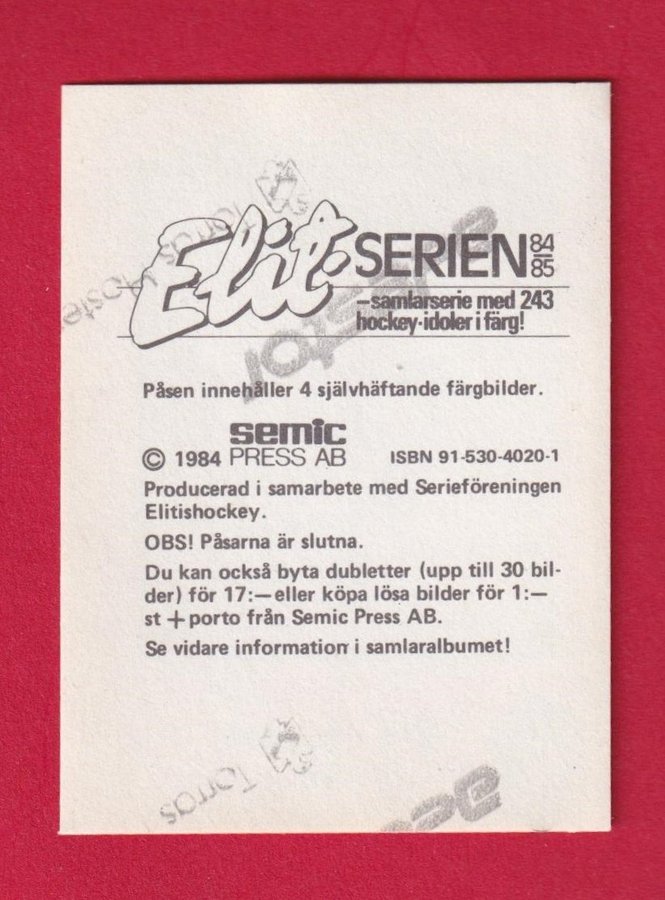 Elit-SERIEN 84/85
–samlarserie med 243
hockey-idoler i färg!
Påsen innehåller 4 självhäftande färgbilder.
semic
© 1984 PRESS AB ISBN 91-530-4020-1
Producerad i samarbete med Serieföreningen
Elitishockey.
OBS! Påsarna är slutna.
Du kan också byta dubletter (upp till 30 bil-
der) för 17:— eller köpa lösa bilder för 1:—
st + porto från Semic Press AB.
Se vidare information i samlaralbumet!
Torras
Torras